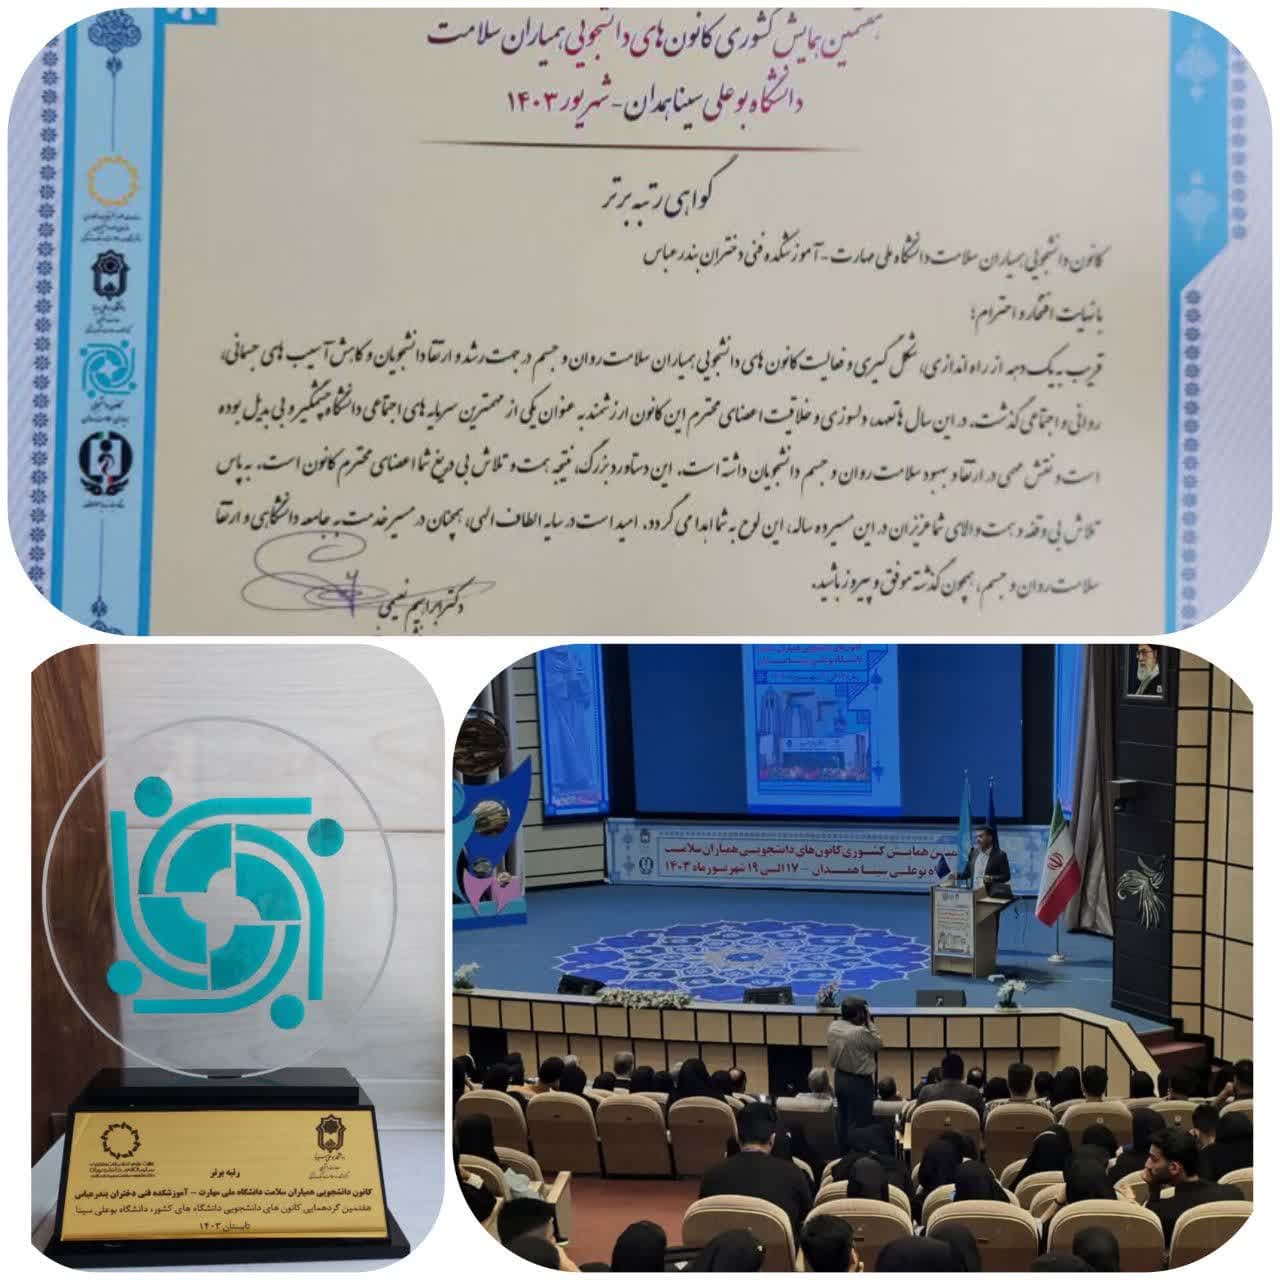 هفتمین همایش کشوری کانون های دانشجویی همیاران سلامت
دانشگاه بوعلی سینا همدان - شهریور ۱۴۰۳
گواهی رتبه برتر
کانون دانشجویی همیاران سلامت دانشگاه ملی مهارت - آموزشکده فنی دختران بندرعباس
با نهایت افتخار و احترام؛
قریب به یک دهه از راه اندازی، شکل گیری و فعالیت کانون های دانشجویی همیاران سلامت روان و جسم در جهت رشد و ارتقا دانشجویان و کاهش آسیب های جسمانی،
روانی و اجتماعی گذشت. در این سال ها تعهد، دلسوزی و خلاقیت اعضای محترم این کانون ارزشمند به عنوان یکی از مهمترین سرمایه های اجتماعی دانشگاه چشمگیر و بی بدیل بوده
است و نقش مهمی در ارتقا و بهبود سلامت روان و جسم دانشجویان داشته است. این دستاورد بزرگ، نتیجه همت و تلاش بی دریغ شما اعضای محترم کانون است. به پاس
تلاش بی وقفه و همت والای شما عزیزان در این مسیر ده ساله، این لوح به شما اهدا می گردد. امید است در سایه الطاف الهی، همچنان در مسیر خدمت به جامعه دانشگاهی و ارتقا
سلامت روان و جسم، همچون گذشته موفق و پیروز باشید.
دکتر ابراهیم نعیمی
رتبه برتر
کانون دانشجویی همیاران سلامت دانشگاه ملی مهارت - آموزشکده فنی دختران بندرعباس
هفتمین گردهمایی کانون های دانشجویی دانشگاه های کشور، دانشگاه بوعلی سینا
تابستان ۱۴۰۳
همایش کشوری کانون‌های دانشجویی همیاران سلامت
بوعلی سینا همدان - ۱۷ الی ۱۹ شهریور ماه ۱۴۰۳